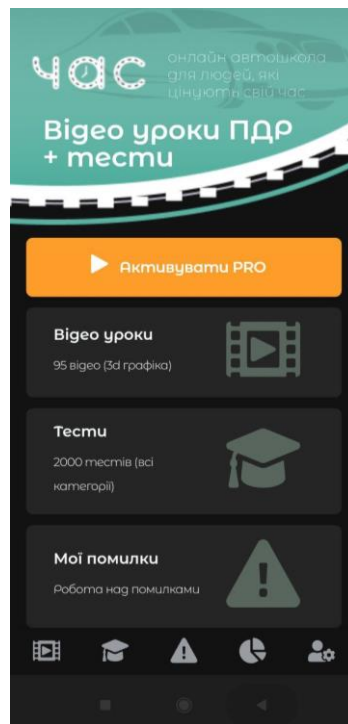 час
онлайн автошкола
для людей, які
цінують свій час
Відео уроки ПДР
+ тести
Активувати PRO
Відео уроки
95 відео (3d графіка)
Тести
2000 тестів (всі
категорії)
Мої помилки
Робота над помилками